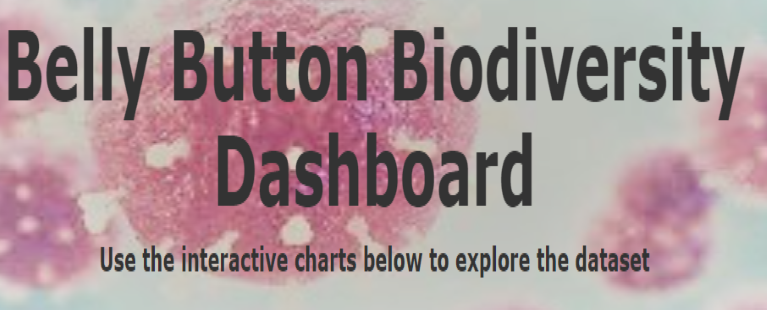 Belly Button Biodiversity
Dashboard
Use the interactive charts below to explore the dataset